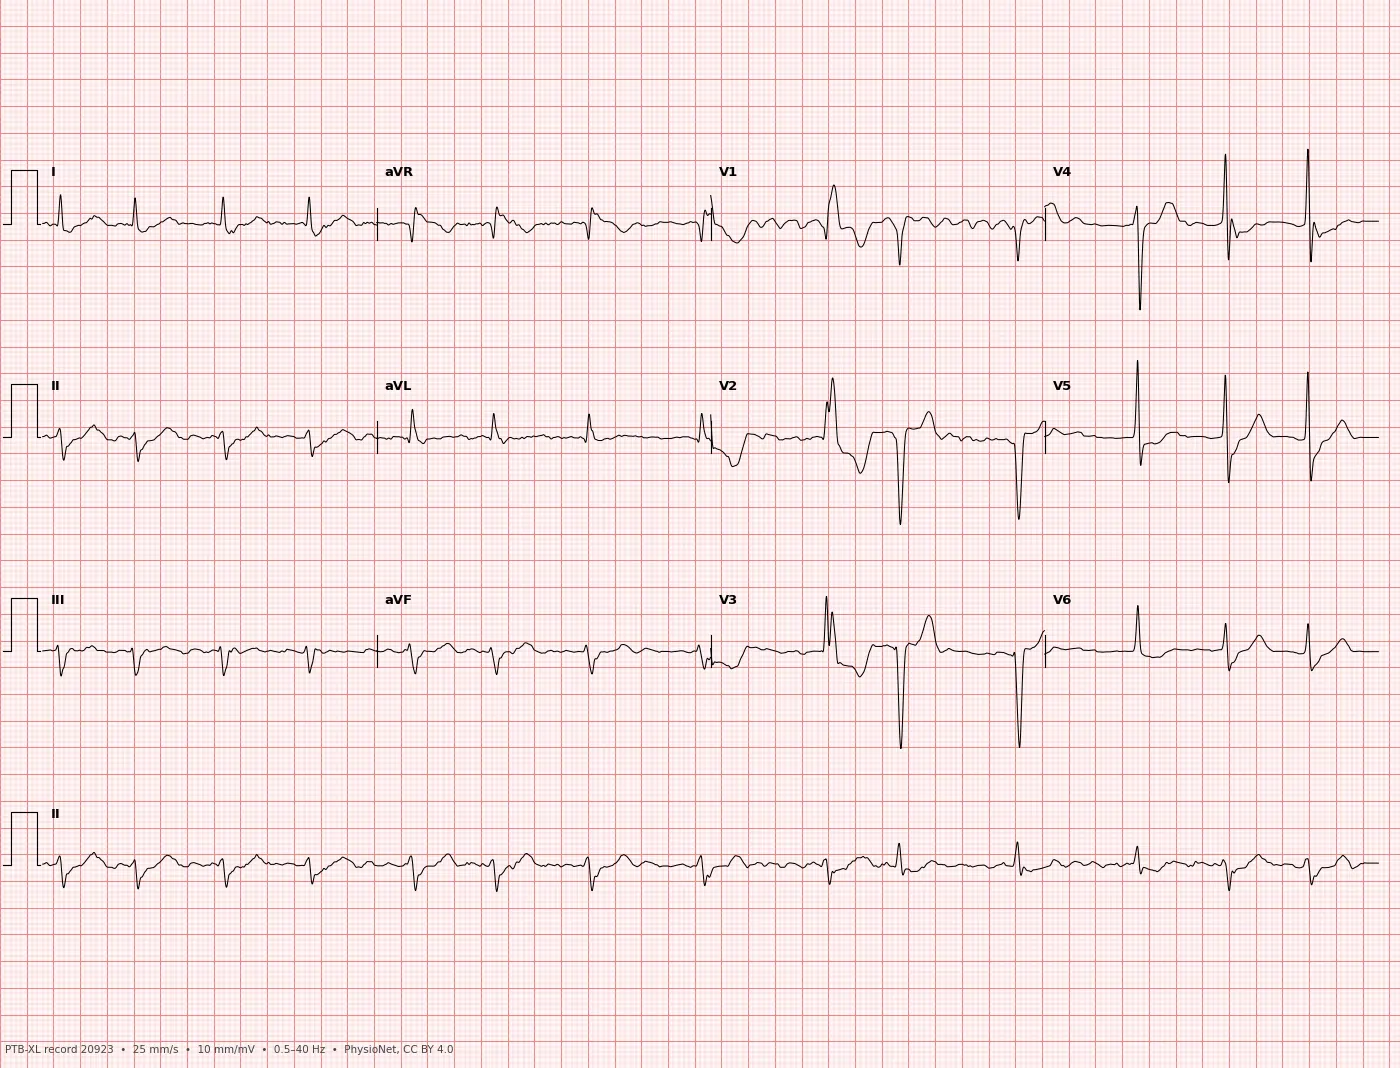 I aVR V1 V4
II aVL V2 V5
III aVF V3 V6
II
PTB-XL record 20923 • 25 mm/s • 10 mm/mV • 0.5–40 Hz • PhysioNet, CC BY 4.0